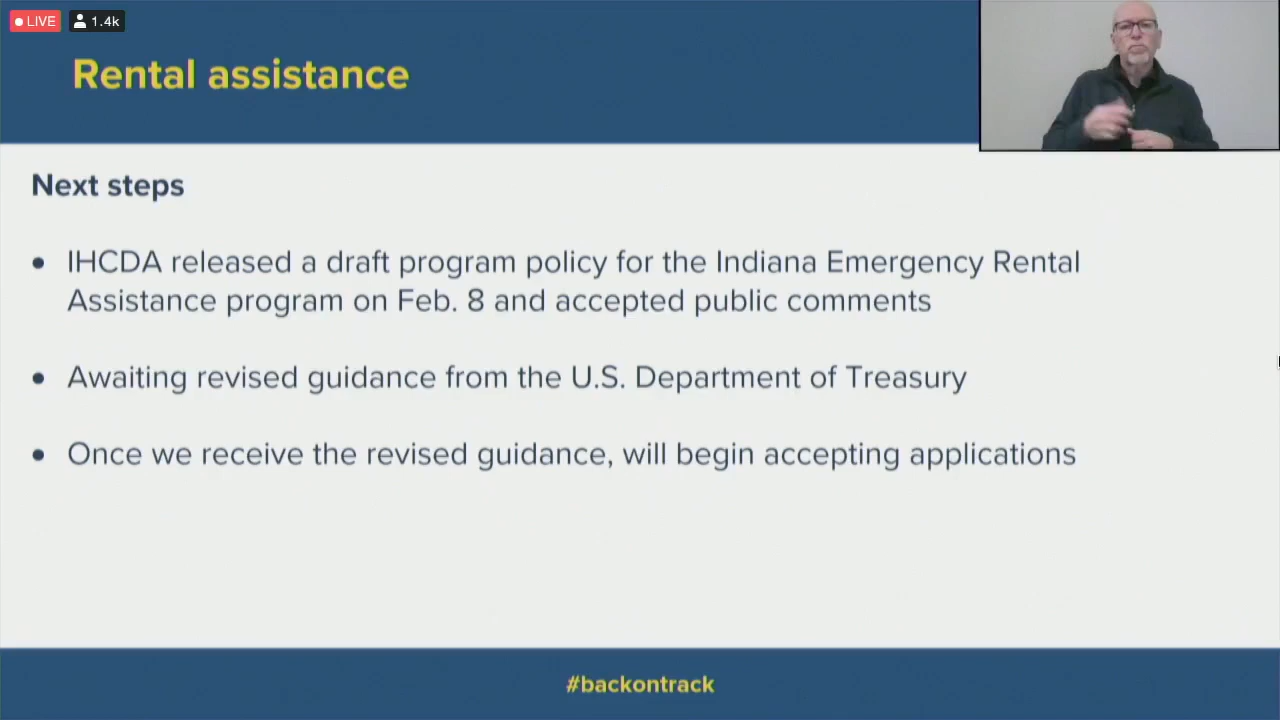 LIVE 1.4k
Rental assistance
Next steps
• IHCDA released a draft program policy for the Indiana Emergency Rental
Assistance program on Feb. 8 and accepted public comments
• Awaiting revised guidance from the U.S. Department of Treasury
• Once we receive the revised guidance, will begin accepting applications
#backontrack